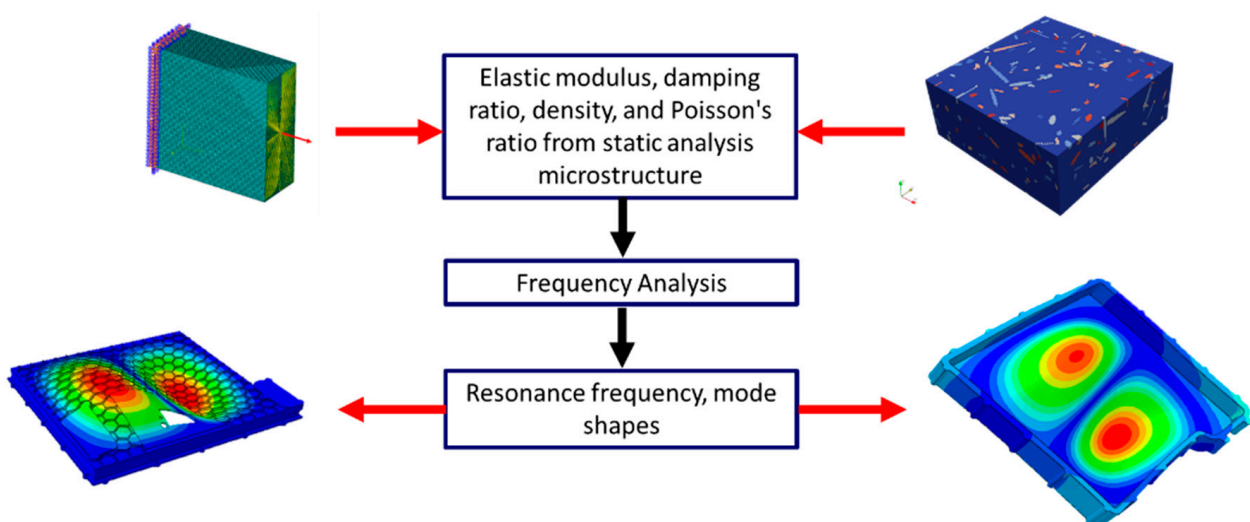 Elastic modulus, damping
ratio, density, and Poisson's
ratio from static analysis
microstructure
Frequency Analysis
Resonance frequency, mode
shapes